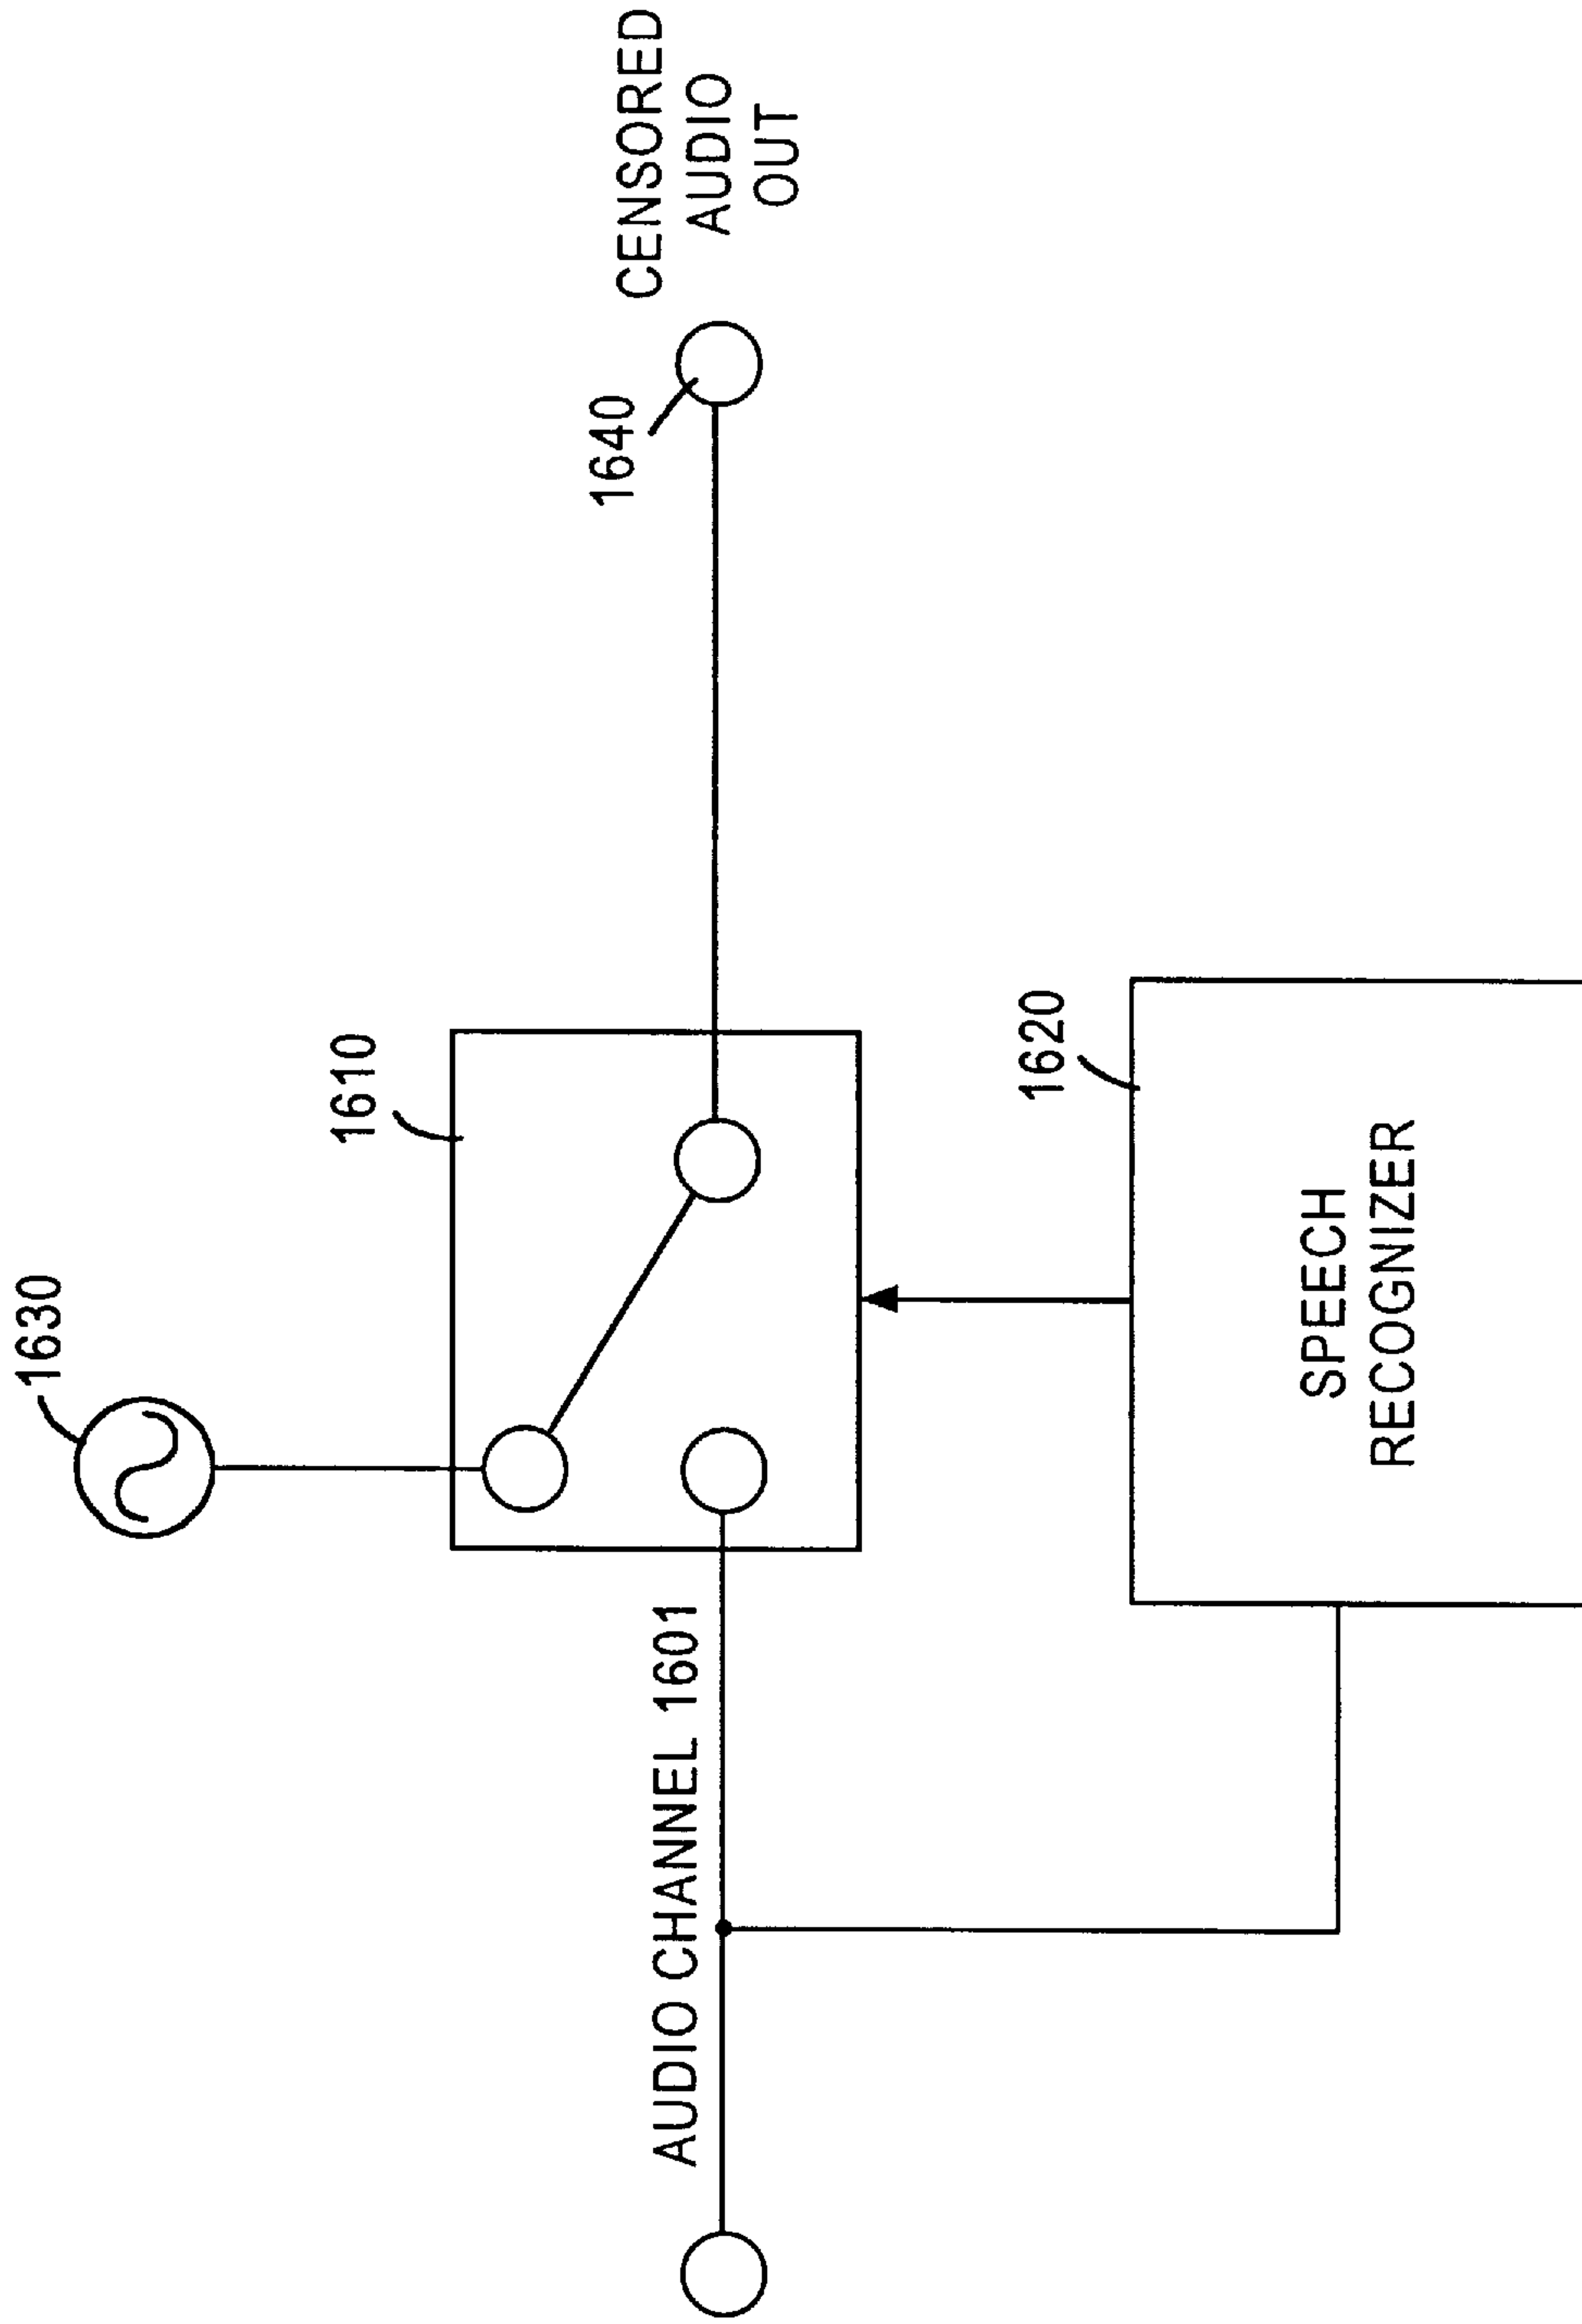 1630
1610
1640
CENSORED
AUDIO
OUT
AUDIO CHANNEL 1601
1620
SPEECH
RECOGNIZER